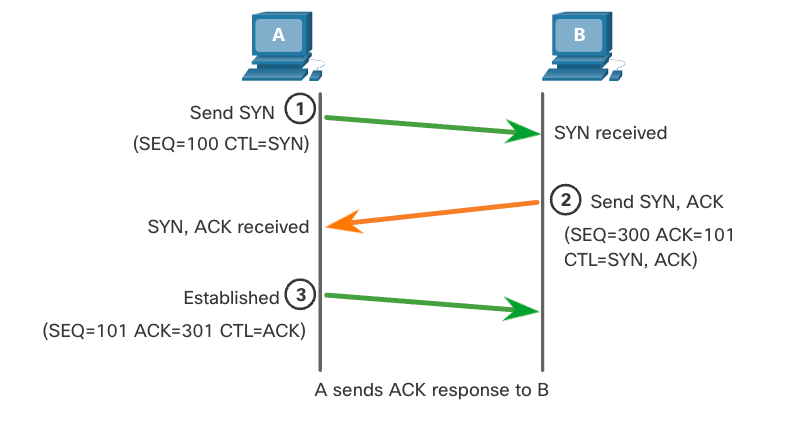 A
B
Send SYN 1
(SEQ=100 CTL=SYN)
SYN received
2 Send SYN, ACK
SYN, ACK received
(SEQ=300 ACK=101
CTL=SYN, ACK)
Established 3
(SEQ=101 ACK=301 CTL=ACK)
A sends ACK response to B